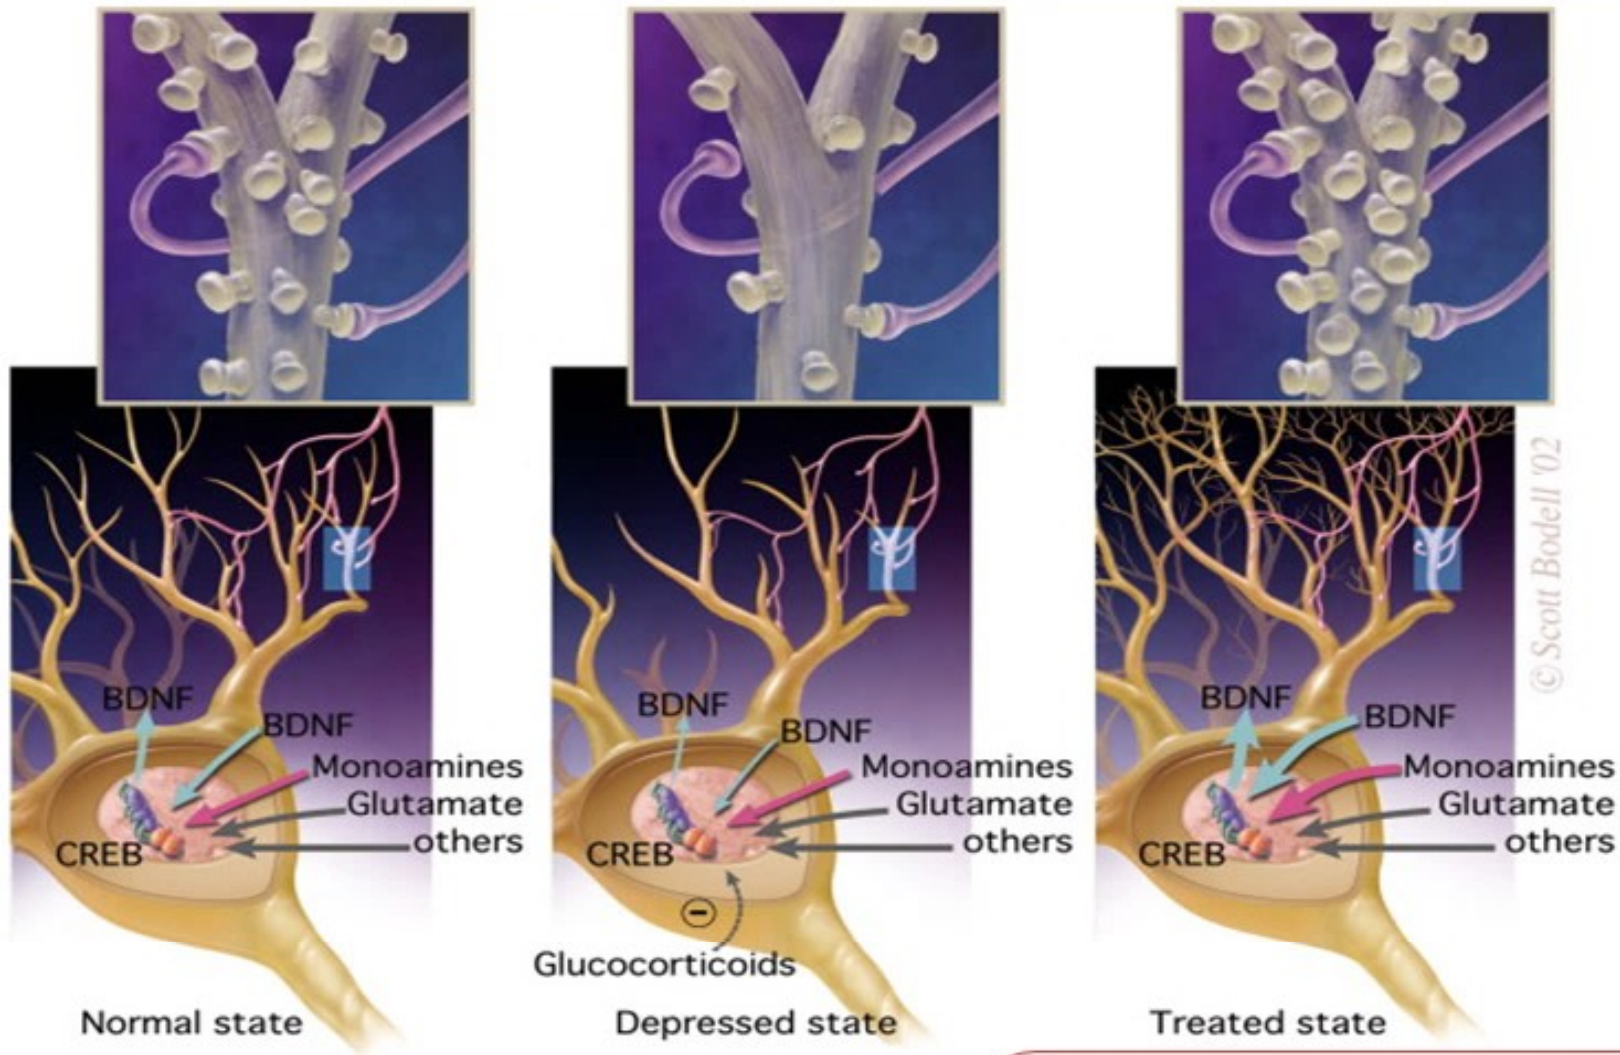 BDNF
BDNF
Monoamines
Glutamate
others
CREB
Normal state
BDNF
BDNF
Monoamines
Glutamate
others
CREB
Glucocorticoids
Depressed state
BDNF
BDNF
Monoamines
Glutamate
others
CREB
Treated state
© Scott Bodell '02